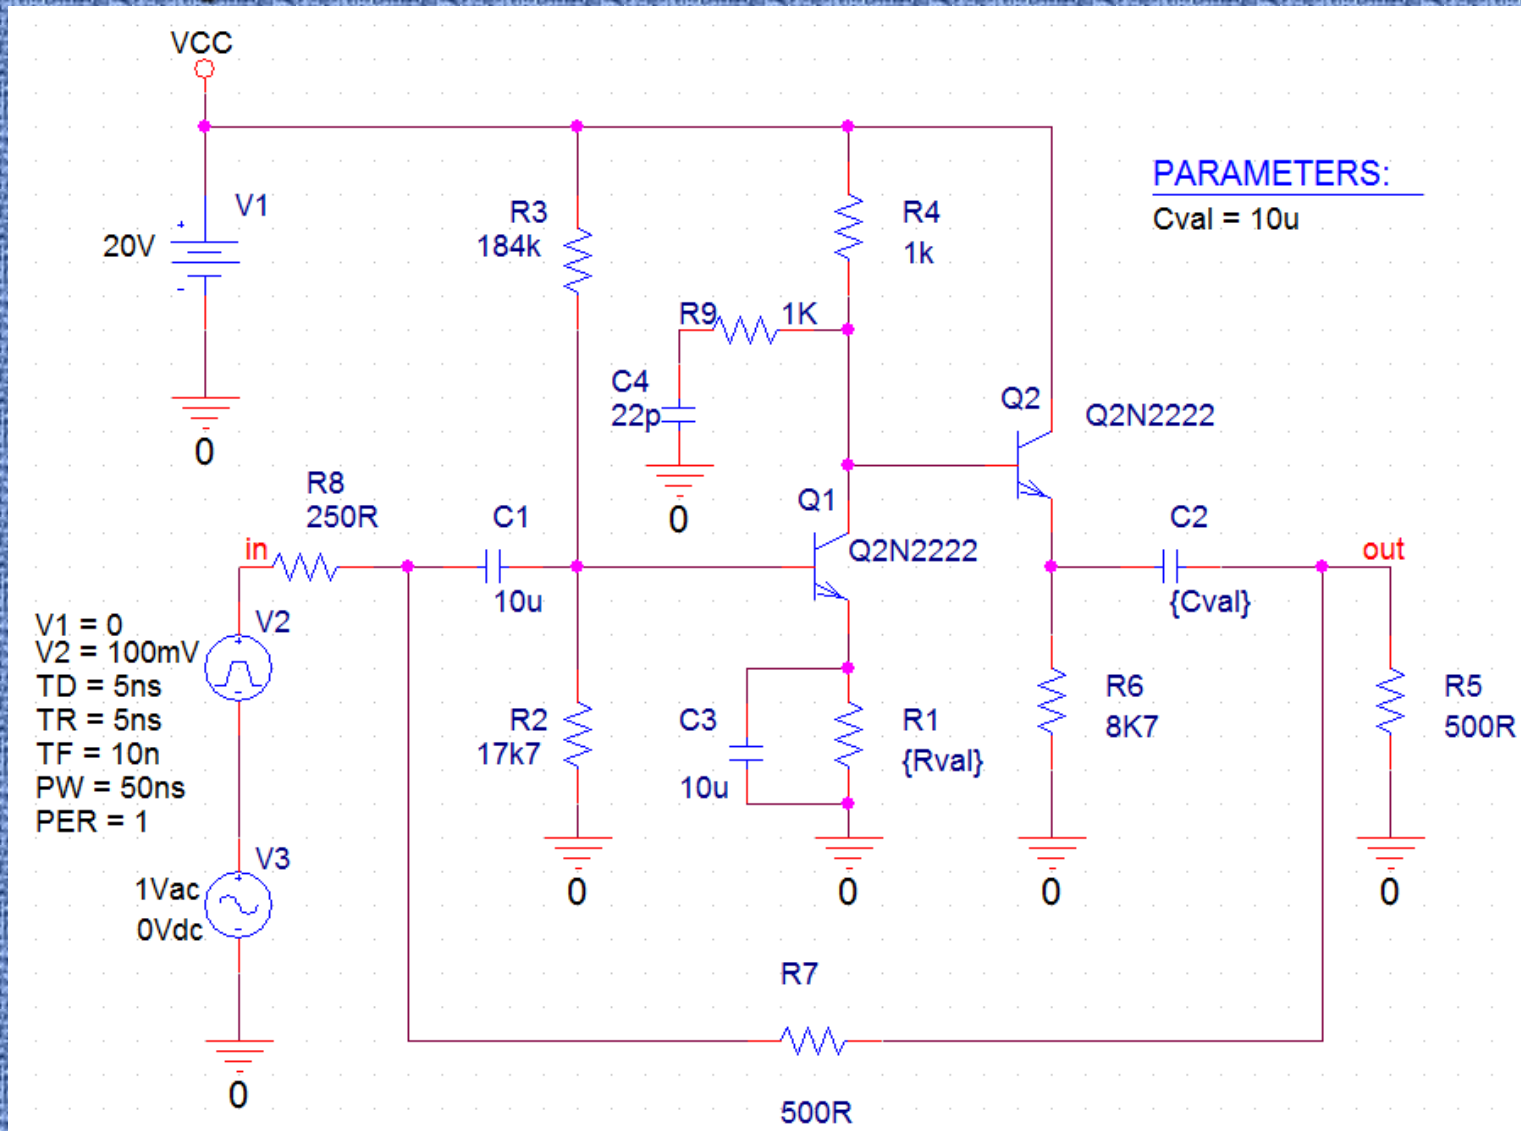 VCC
V1
20V
0
R3
184k
R4
1k
PARAMETERS:
Cval = 10u
R9
1K
C4
22p
0
Q2
Q2N2222
R8
250R
in
C1
10u
Q1
Q2N2222
C2
{Cval}
out
V1 = 0
V2 = 100mV
TD = 5ns
TR = 5ns
TF = 10n
PW = 50ns
PER = 1
V2
R2
17k7
C3
10u
R1
{Rval}
R6
8K7
R5
500R
0
0
0
0
V3
1Vac
0Vdc
0
R7
500R